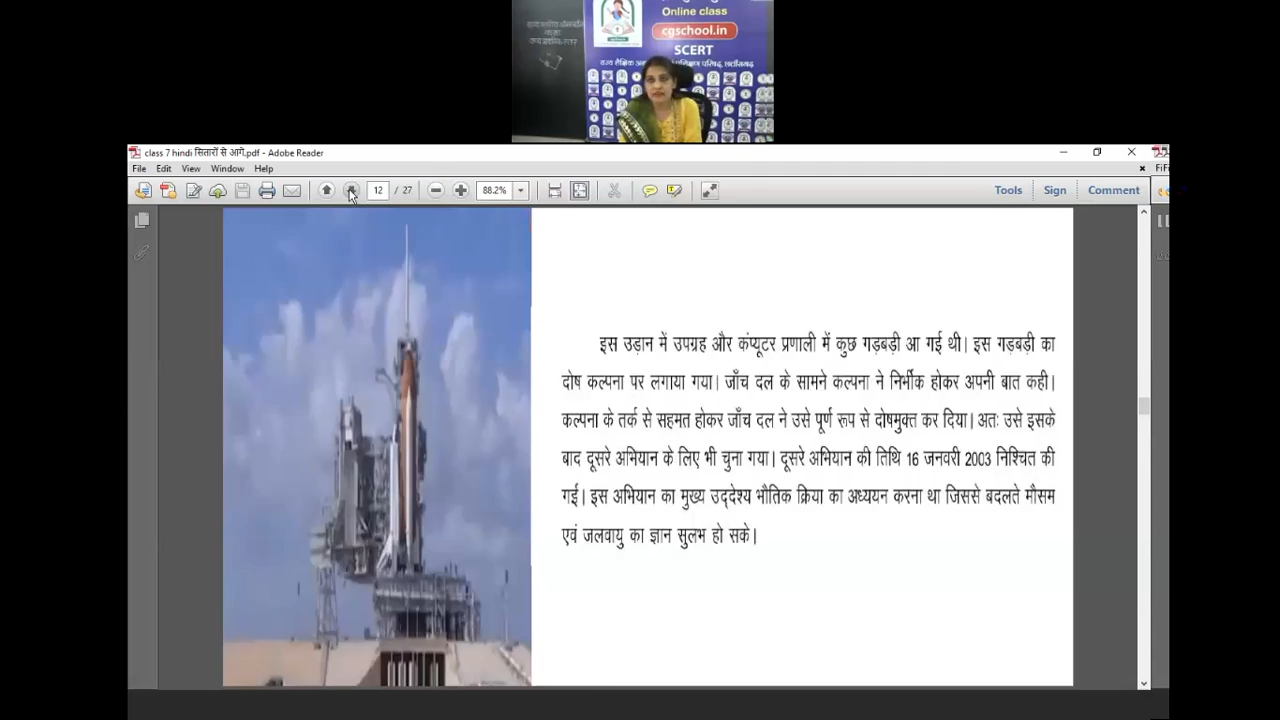 Online class
cgschool.in
SCERT
class 7 hindi सितारों से आगे.pdf - Adobe Reader
File Edit View Window Help
12 / 27
88.2%
Tools Sign Comment
इस उड़ान में उपग्रह और कंप्यूटर प्रणाली में कुछ गड़बड़ी आ गई थी। इस गड़बड़ी का
दोष कल्पना पर लगाया गया। जाँच दल के सामने कल्पना ने निर्भीक होकर अपनी बात कही।
कल्पना के तर्क से सहमत होकर जाँच दल ने उसे पूर्ण रूप से दोषमुक्त कर दिया। अतः उसे इसके
बाद दूसरे अभियान के लिए भी चुना गया। दूसरे अभियान की तिथि 16 जनवरी 2003 निश्चित की
गई। इस अभियान का मुख्य उद्देश्य भौतिक क्रिया का अध्ययन करना था जिससे बदलते मौसम
एवं जलवायु का ज्ञान सुलभ हो सके।